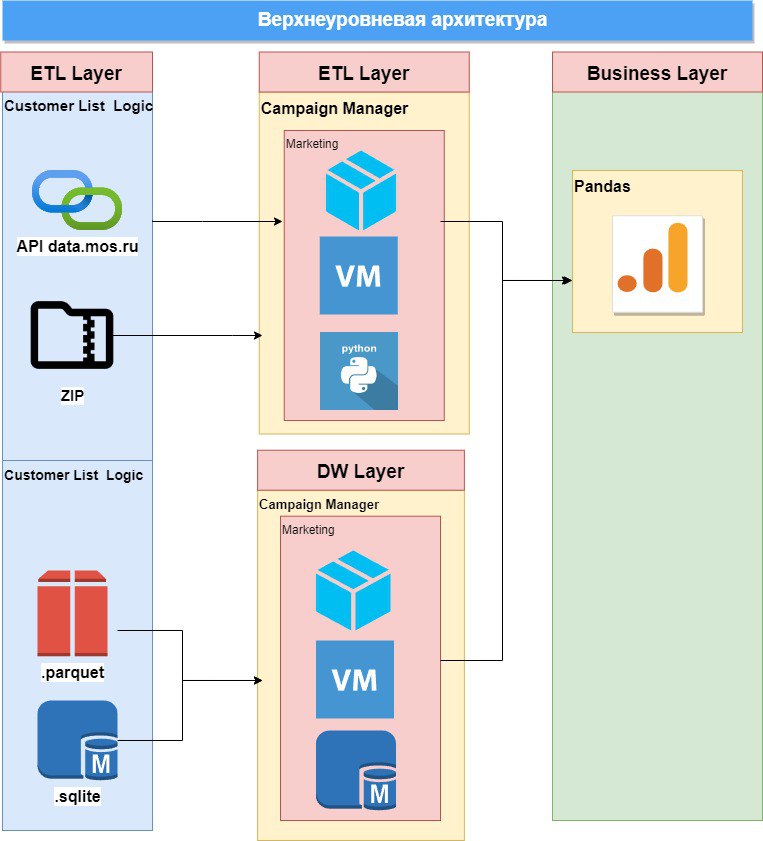 Верхнеуровневая архитектура
ETL Layer
Customer List Logic
API data.mos.ru
ZIP
Customer List Logic
.parquet
M
.sqlite
ETL Layer
Campaign Manager
Marketing
VM
python
DW Layer
Campaign Manager
Marketing
VM
M
Business Layer
Pandas